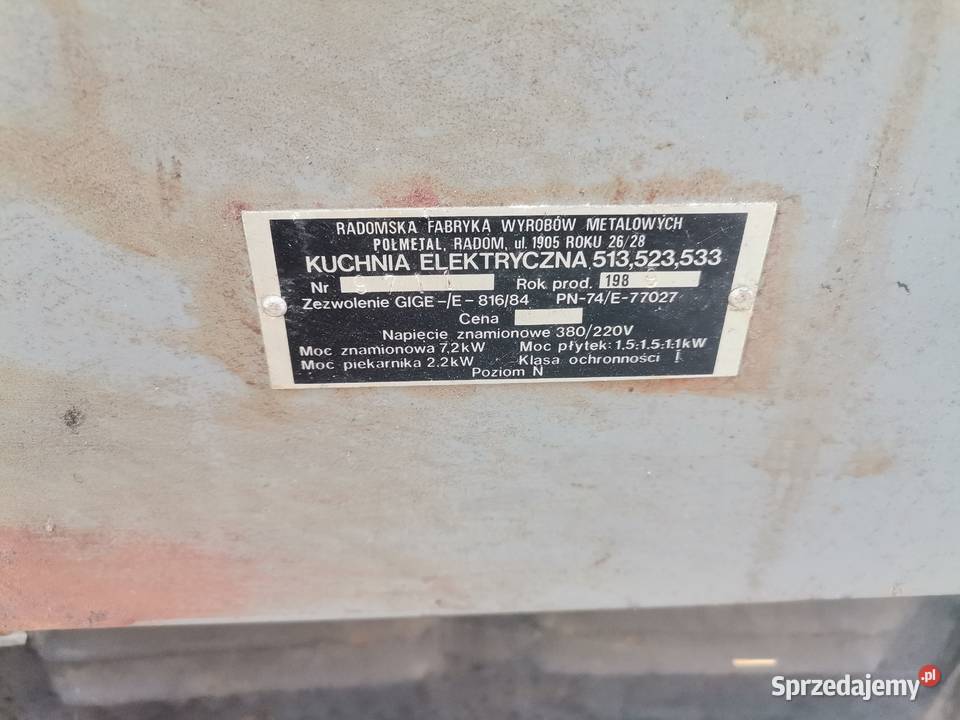 RADOMSKA FABRYKA WYROBÓW METALOWYCH
POŁMETAL, RADOM, ul. 1905 ROKU 26/28
KUCHNIA ELEKTRYCZNA 513,523,533
Nr Rok prod. 198
Zezwolenie GIGE-/E-816/84 PN-74/E-77027
Cena
Napięcie znamionowe 380/220V
Moc znamionowa 7,2kW Moc płytek: 1.5;1.5;1.1kW
Moc piekarnika 2.2kW Klasa ochronności I
Poziom N
Sprzedajemy.pl